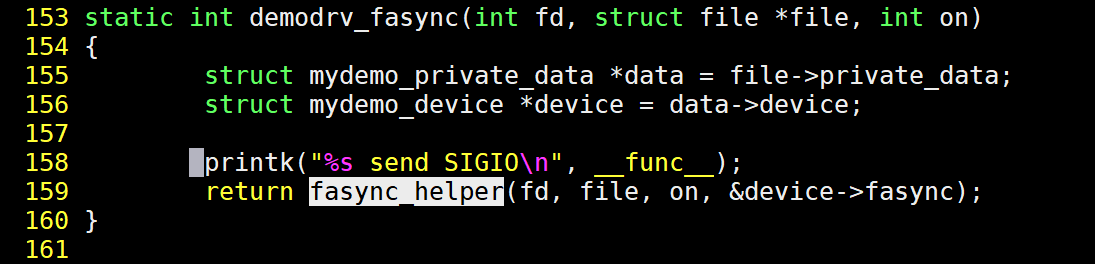 153 static int demodrv_fasync(int fd, struct file *file, int on)
154 {
155         struct mydemo_private_data *data = file->private_data;
156         struct mydemo_device *device = data->device;
157
158         printk("%s send SIGIO\n", __func__);
159         return fasync_helper(fd, file, on, &device->fasync);
160 }
161